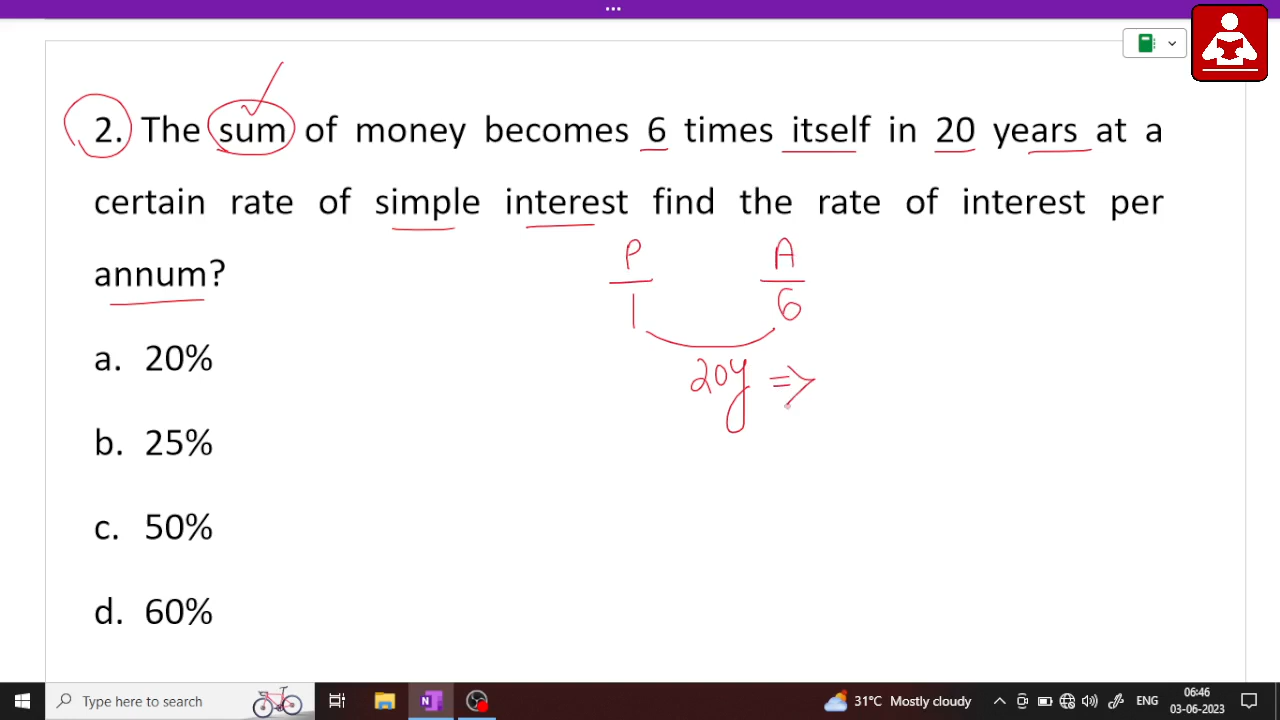 2. The sum of money becomes 6 times itself in 20 years at a
certain rate of simple interest find the rate of interest per
annum?
P A
1 6
20y =>
a. 20%
b. 25%
c. 50%
d. 60%
Type here to search
N
31°C Mostly cloudy
ENG
06:46
03-06-2023